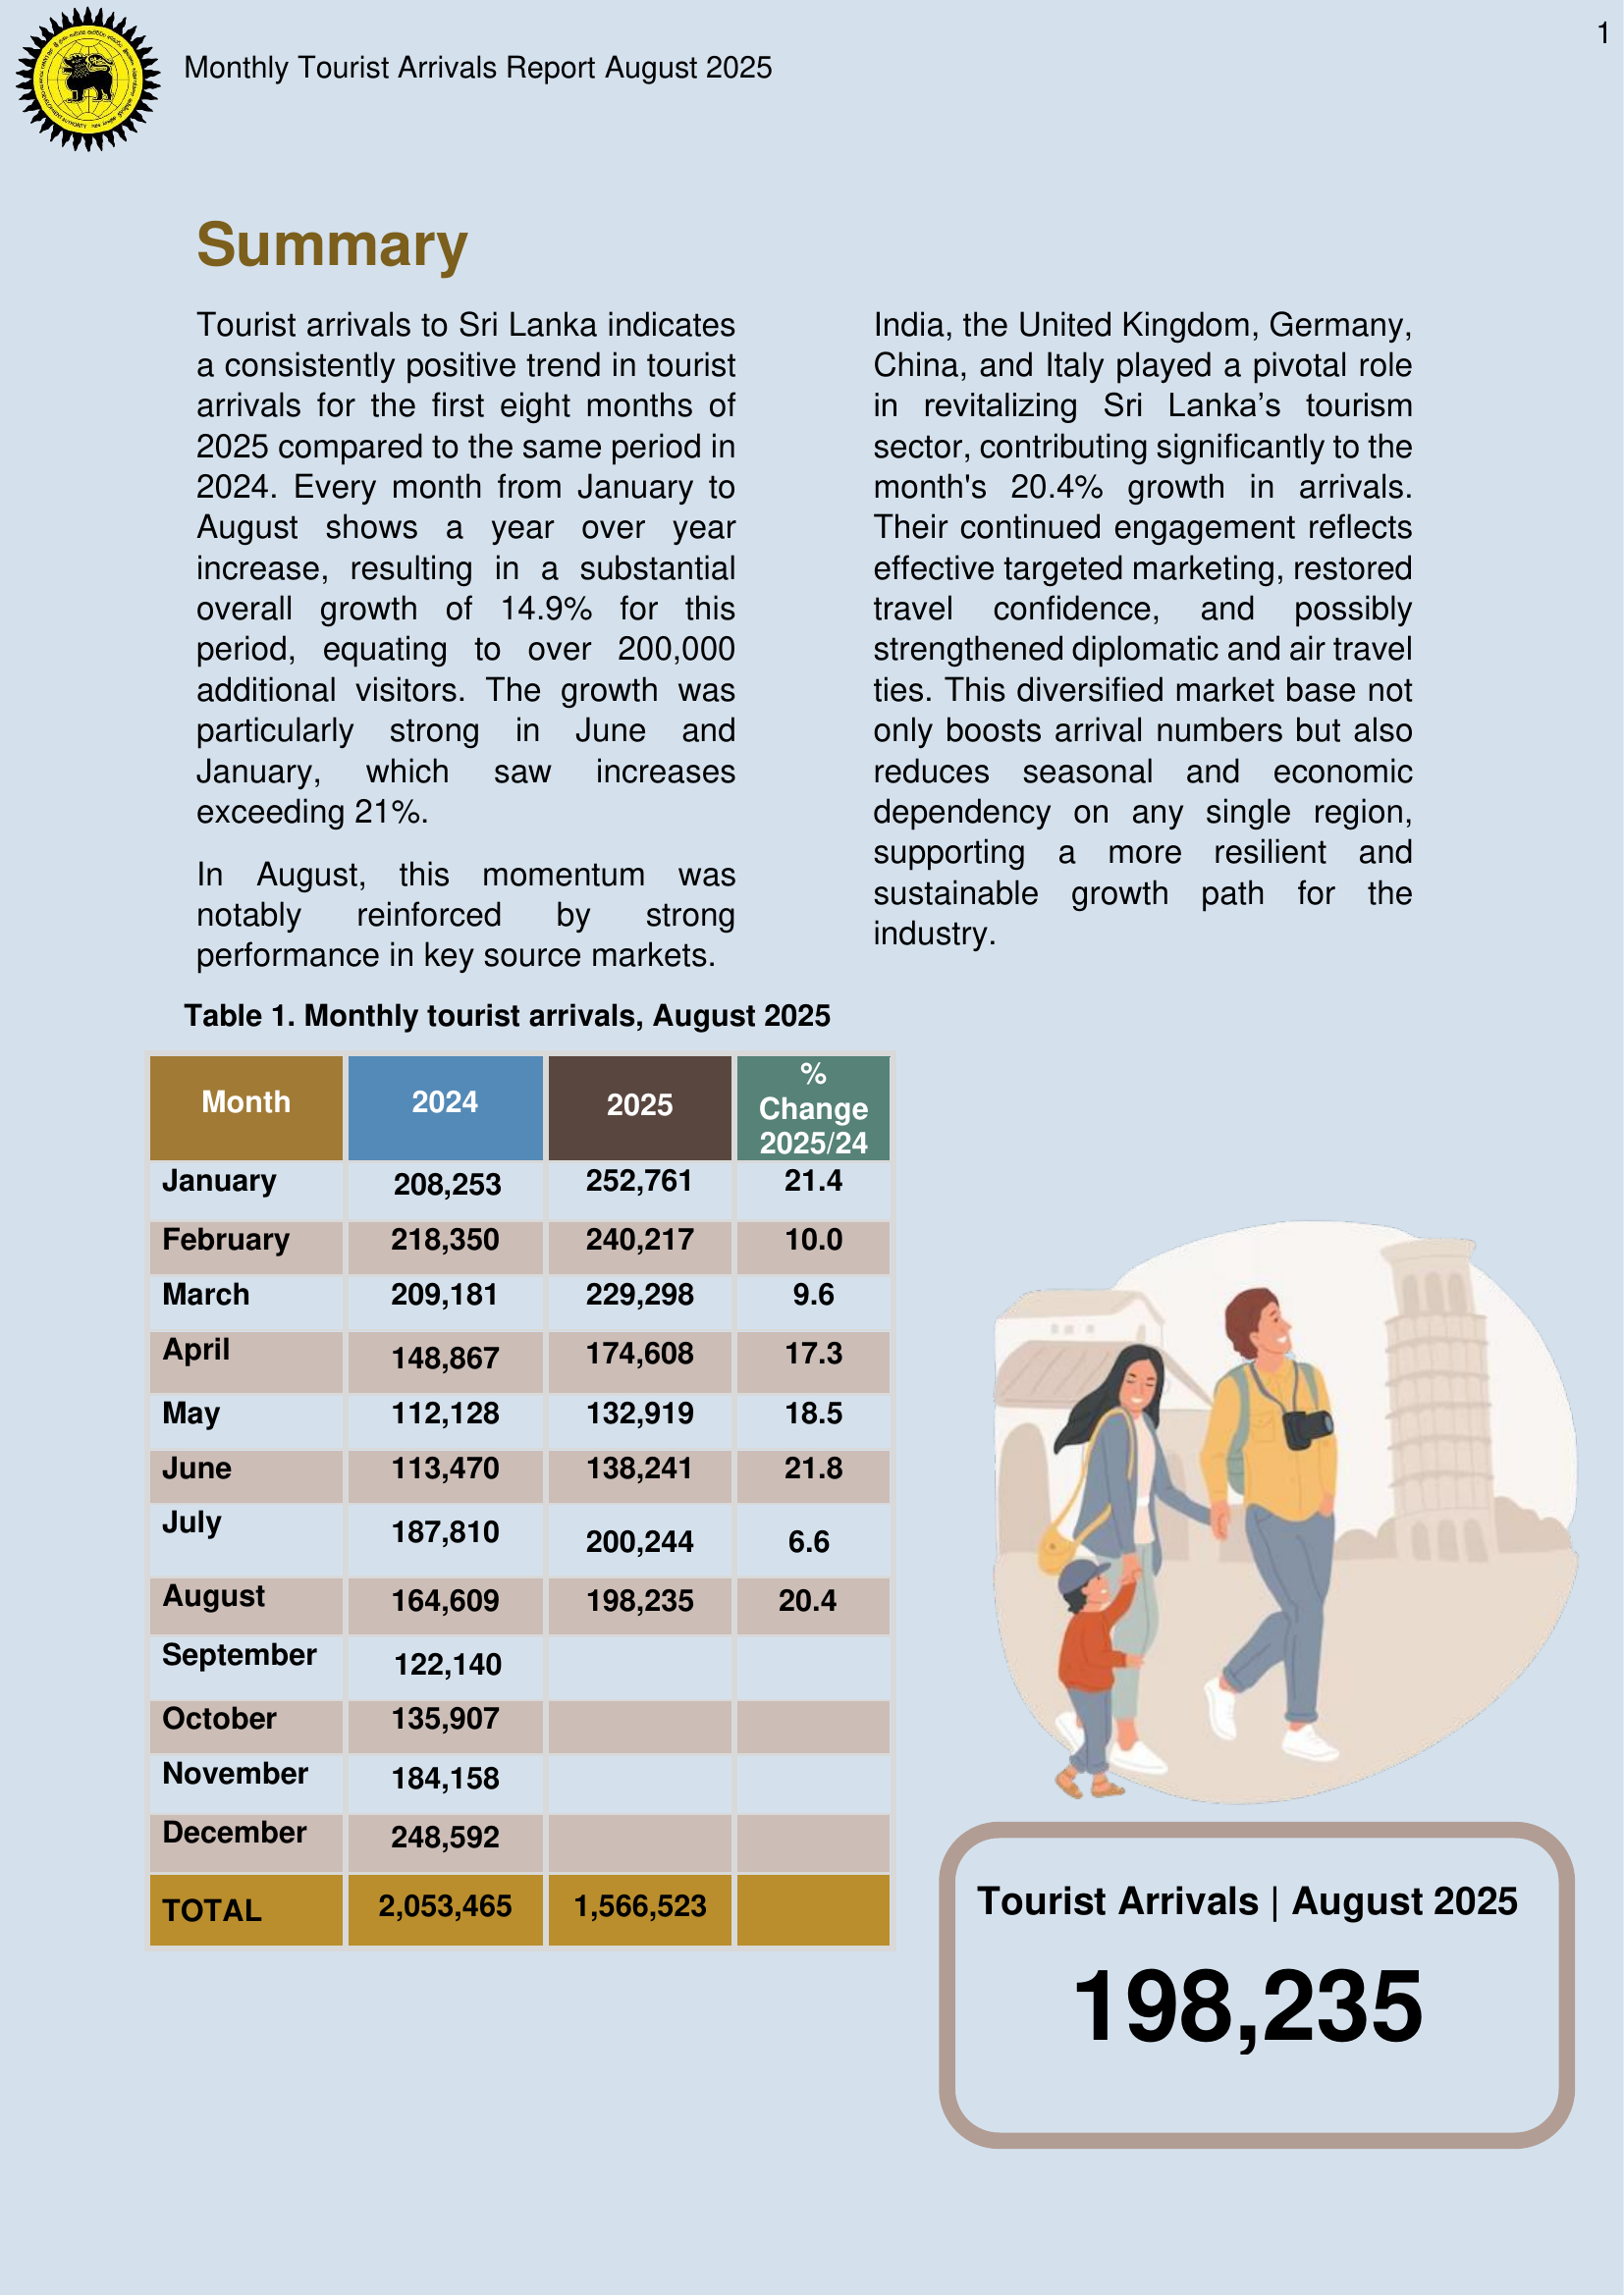 1
Monthly Tourist Arrivals Report August 2025
Summary
Tourist arrivals to Sri Lanka indicates
a consistently positive trend in tourist
arrivals for the first eight months of
2025 compared to the same period in
2024. Every month from January to
August shows a year over year
increase, resulting in a substantial
overall growth of 14.9% for this
period, equating to over 200,000
additional visitors. The growth was
particularly strong in June and
January, which saw increases
exceeding 21%.
In August, this momentum was
notably reinforced by strong
performance in key source markets.
India, the United Kingdom, Germany,
China, and Italy played a pivotal role
in revitalizing Sri Lanka’s tourism
sector, contributing significantly to the
month's 20.4% growth in arrivals.
Their continued engagement reflects
effective targeted marketing, restored
travel confidence, and possibly
strengthened diplomatic and air travel
ties. This diversified market base not
only boosts arrival numbers but also
reduces seasonal and economic
dependency on any single region,
supporting a more resilient and
sustainable growth path for the
industry.
Table 1. Monthly tourist arrivals, August 2025
Month 2024 2025 % Change 2025/24
January 208,253 252,761 21.4
February 218,350 240,217 10.0
March 209,181 229,298 9.6
April 148,867 174,608 17.3
May 112,128 132,919 18.5
June 113,470 138,241 21.8
July 187,810 200,244 6.6
August 164,609 198,235 20.4
September 122,140
October 135,907
November 184,158
December 248,592
TOTAL 2,053,465 1,566,523
Tourist Arrivals | August 2025
198,235